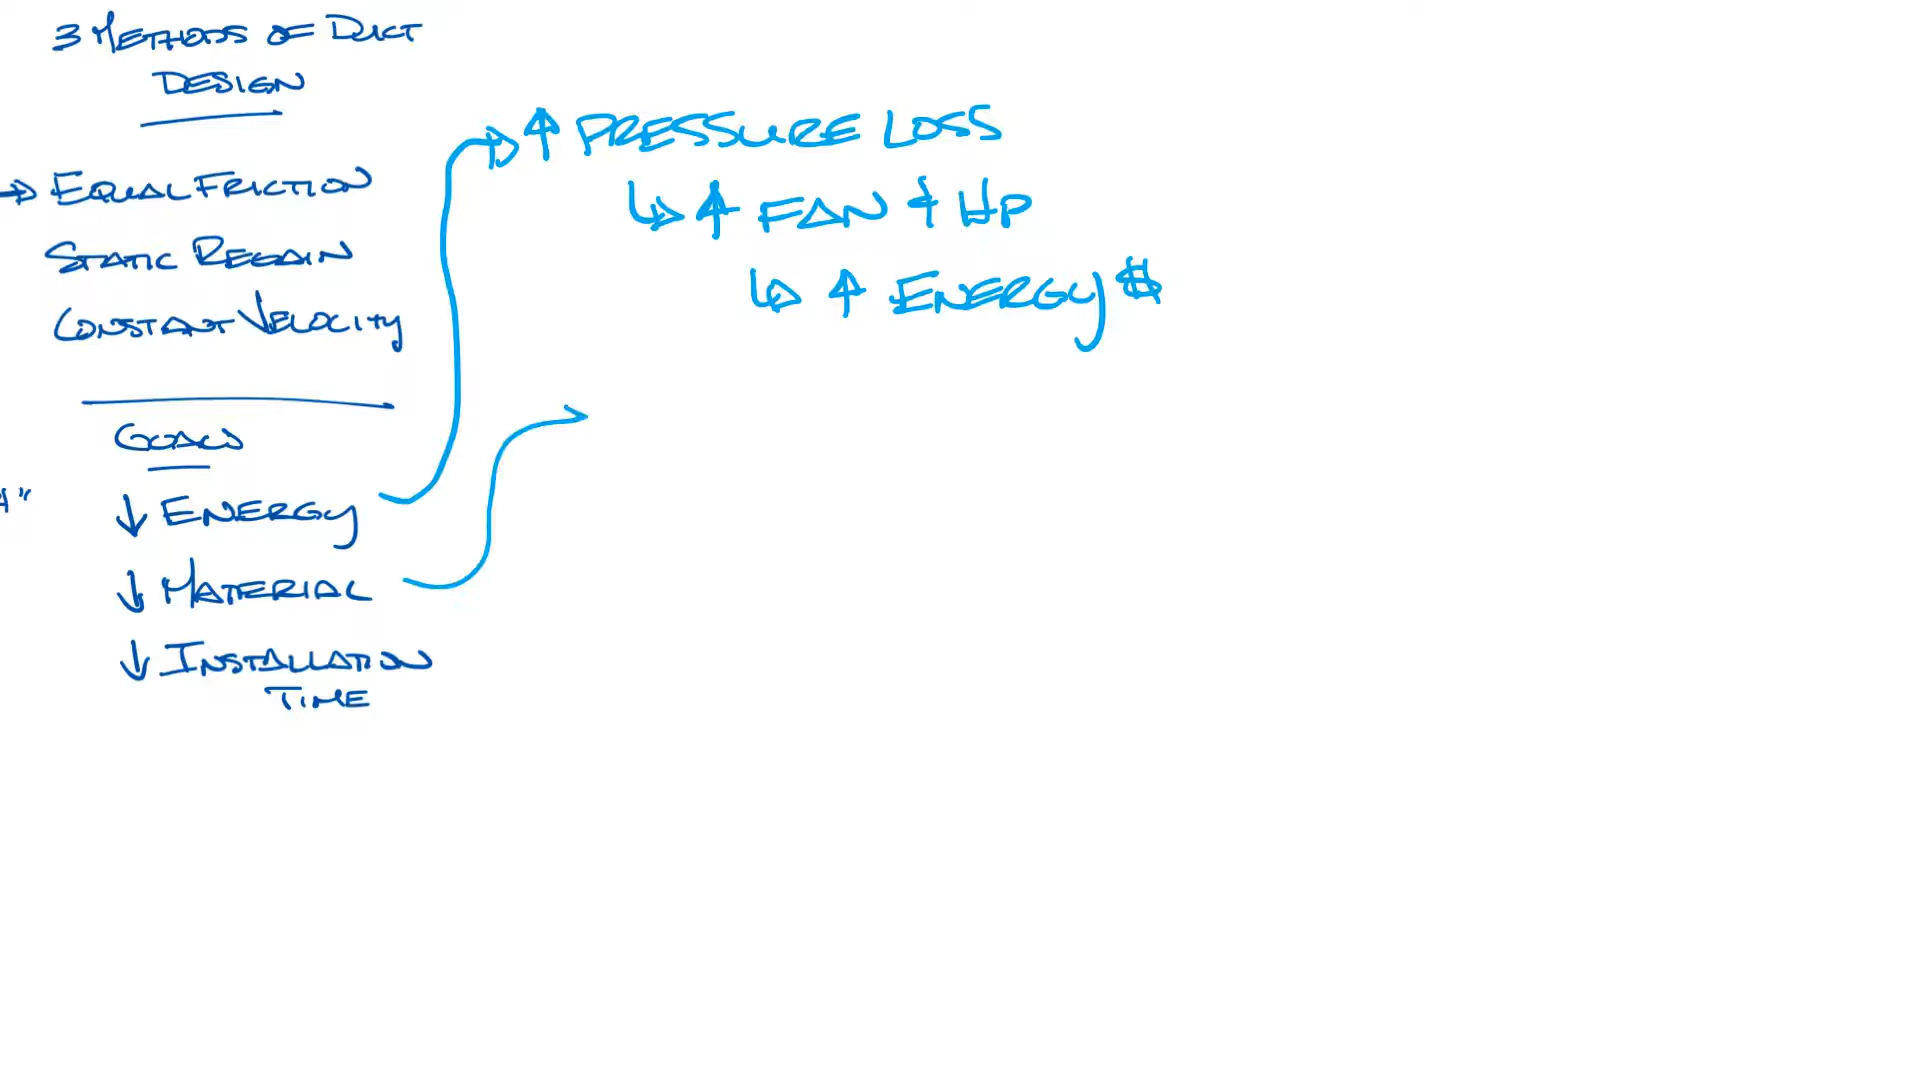 3 METHODS OF DUCT
DESIGN
→ EQUAL FRICTION
STATIC REGAIN
CONSTANT VELOCITY
GOALS
↓ ENERGY
↓ MATERIAL
↓ INSTALLATION
TIME
↑ PRESSURE LOSS
↳ ↑ FAN & HP
↳ ↑ ENERGY $